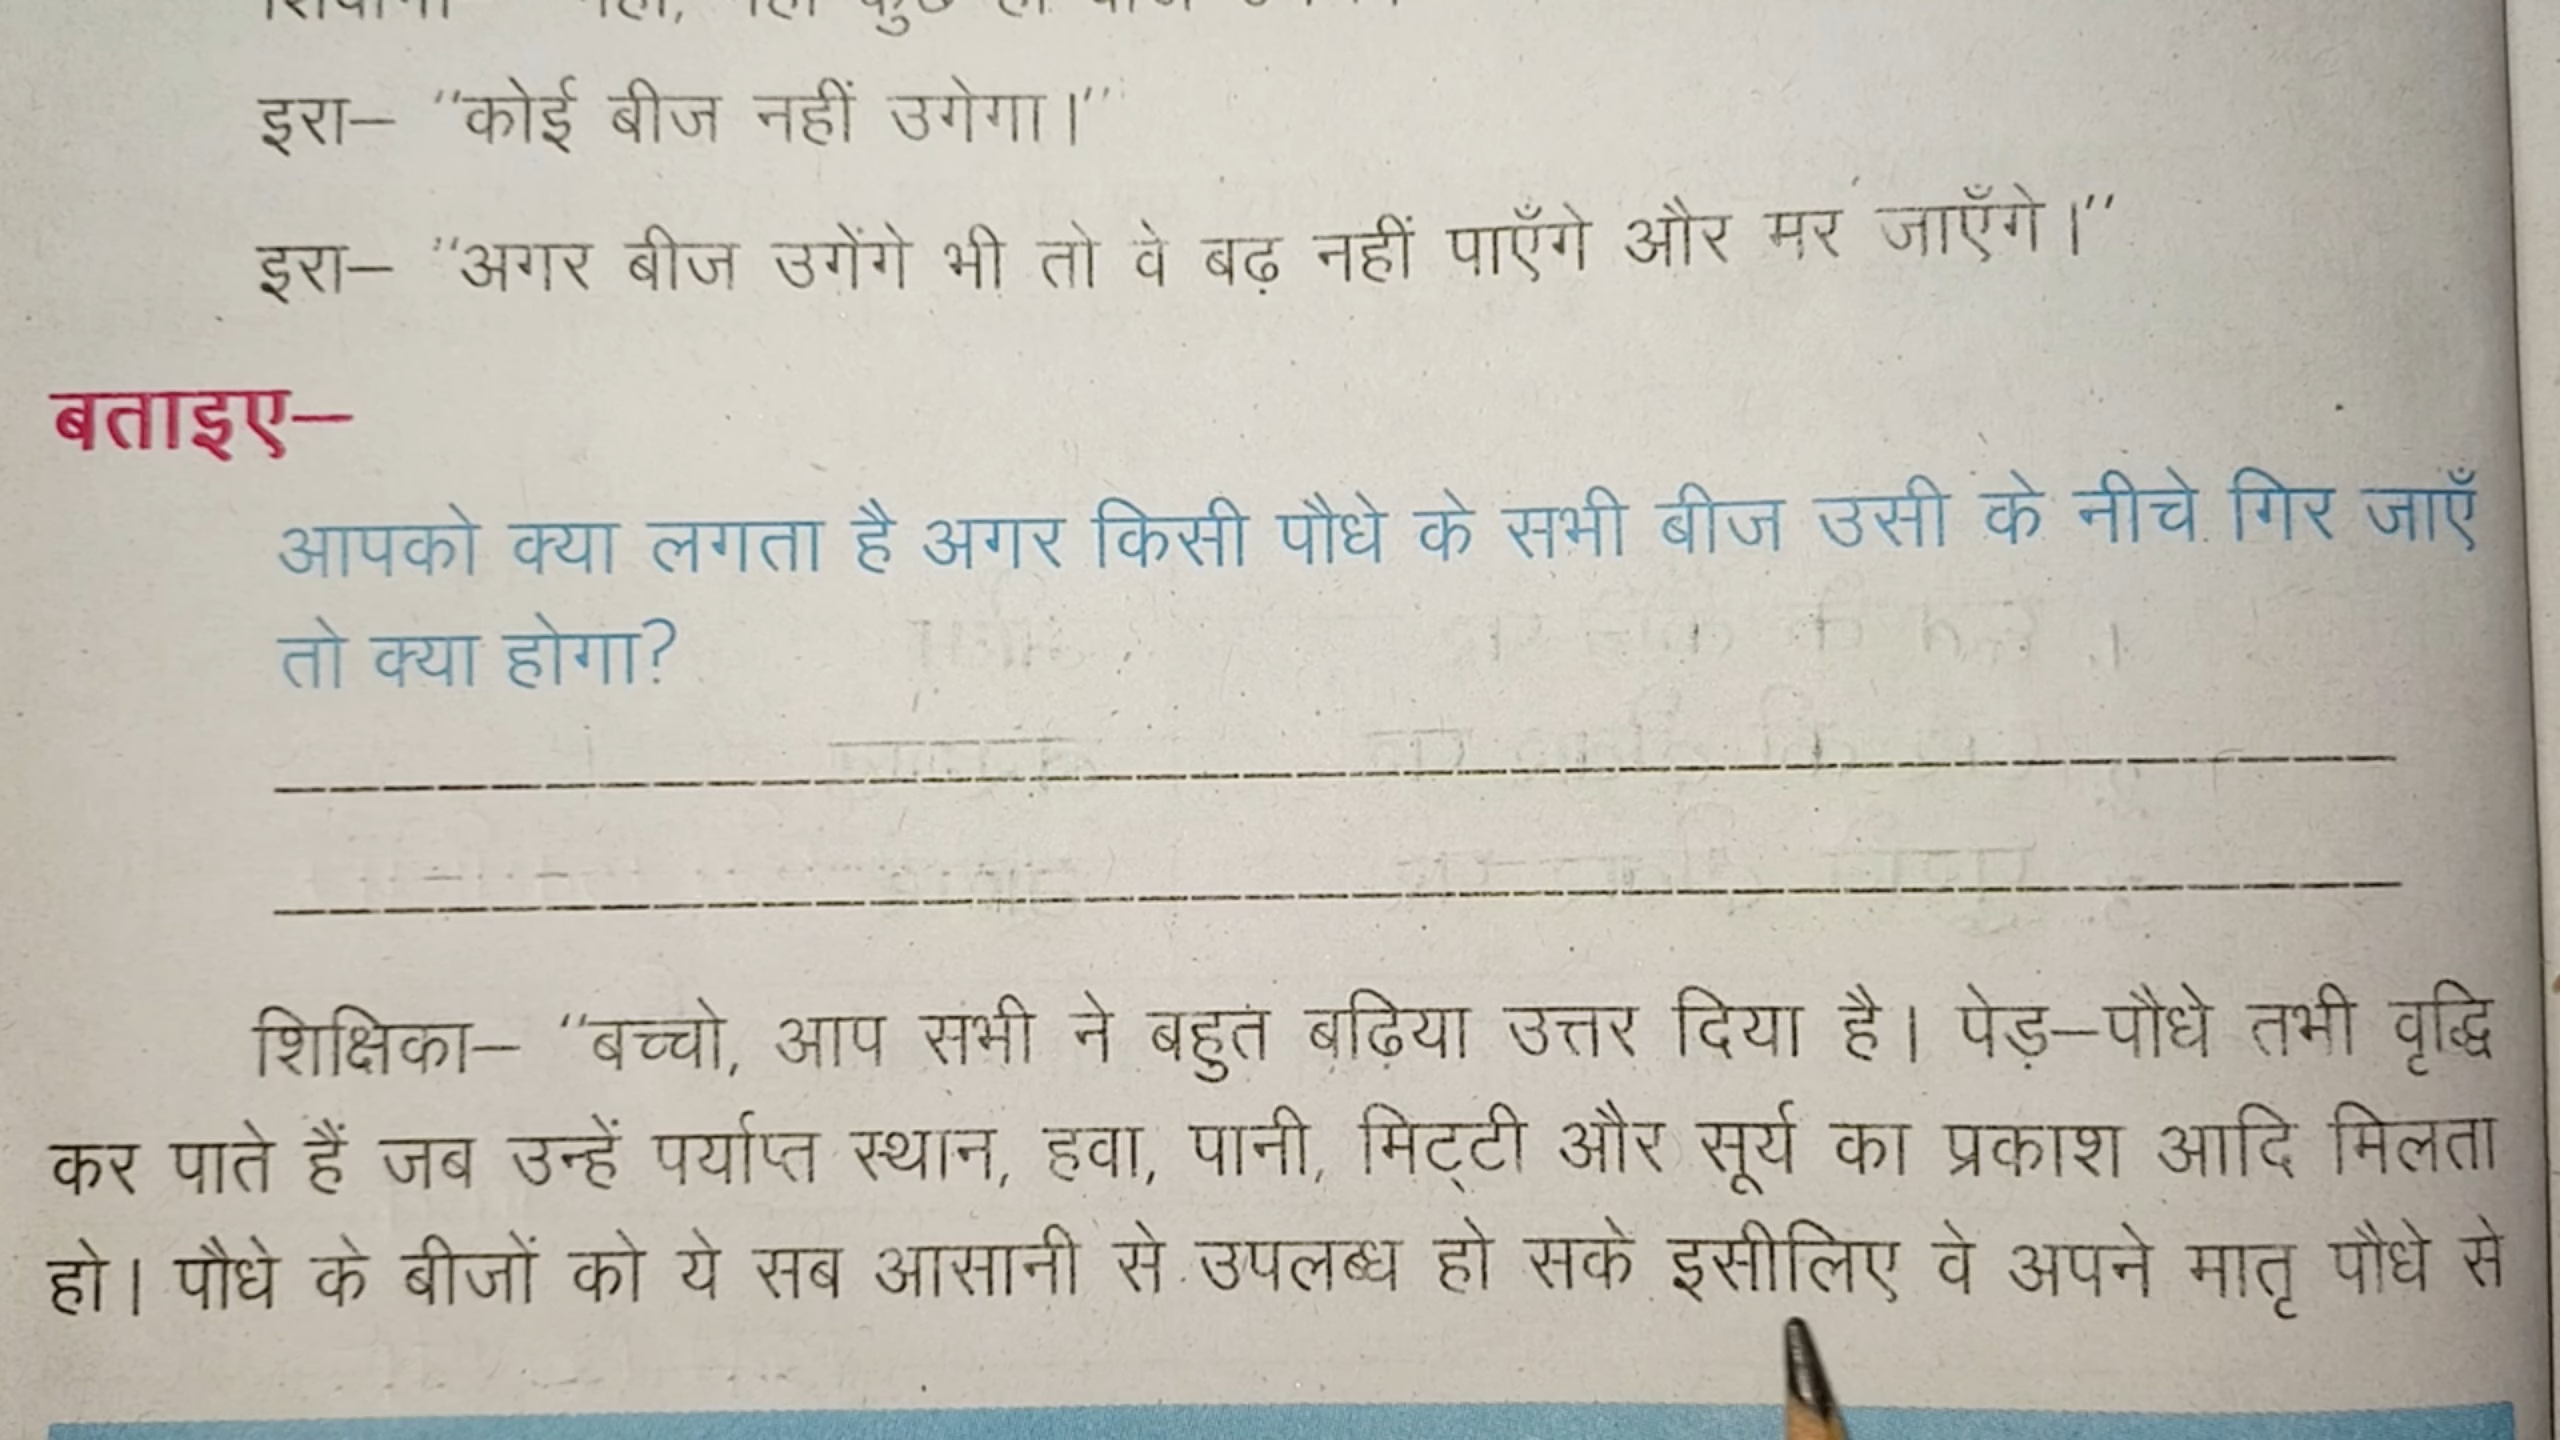 इरा– "कोई बीज नहीं उगेगा।"
इरा– "अगर बीज उगेंगे भी तो वे बढ़ नहीं पाएँगे और मर जाएँगे।"
बताइए–
आपको क्या लगता है अगर किसी पौधे के सभी बीज उसी के नीचे गिर जाएँ
तो क्या होगा?
शिक्षिका– "बच्चो, आप सभी ने बहुत बढ़िया उत्तर दिया है। पेड़–पौधे तभी वृद्धि
कर पाते हैं जब उन्हें पर्याप्त स्थान, हवा, पानी, मिट्टी और सूर्य का प्रकाश आदि मिलता
हो। पौधे के बीजों को ये सब आसानी से उपलब्ध हो सके इसीलिए वे अपने मातृ पौधे से